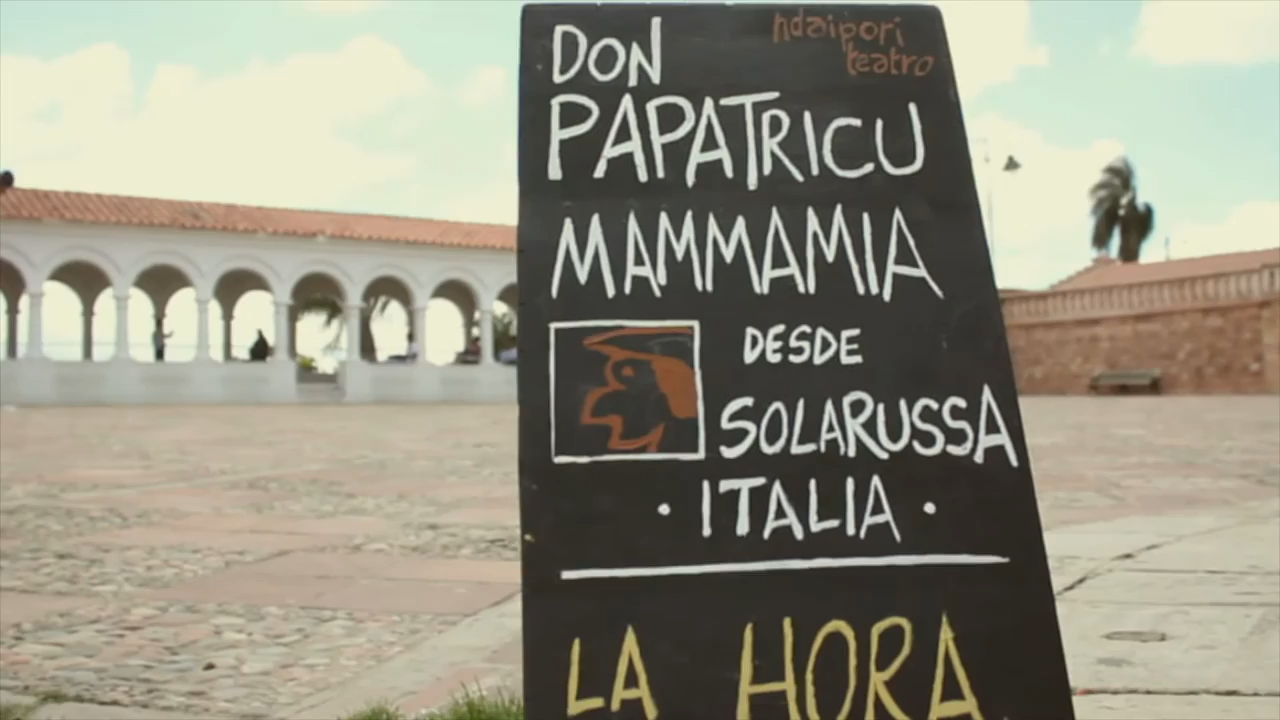 DON
ndaipori
teatro
PAPATRICU
MAMMAMIA
DESDE
SOLARUSSA
· ITALIA ·
LA HORA